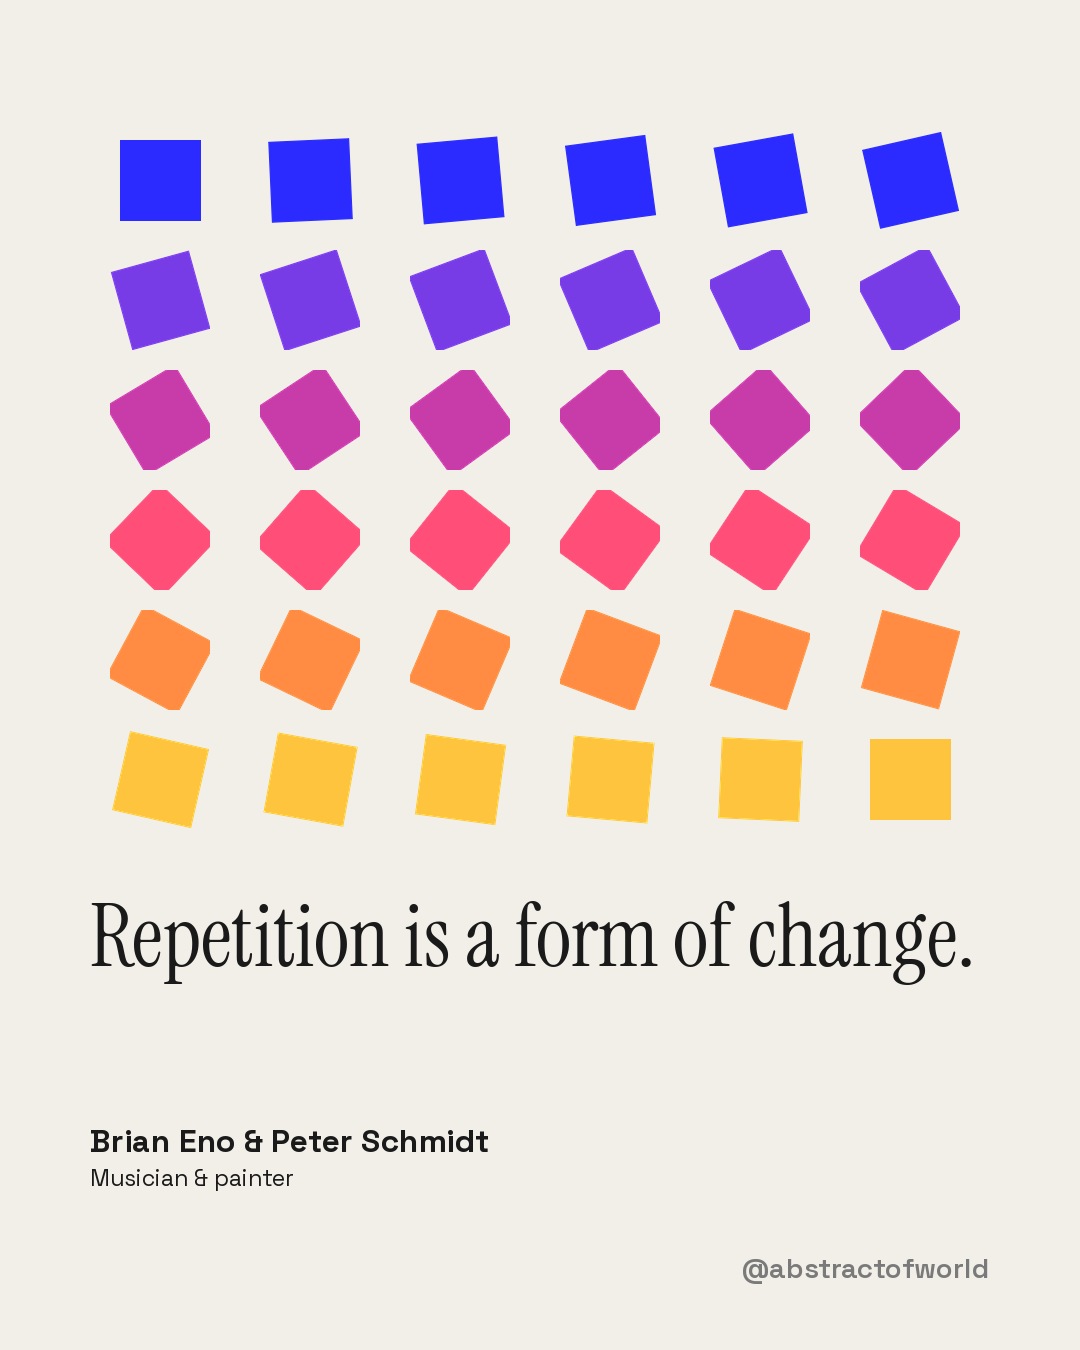 Repetition is a form of change.
Brian Eno & Peter Schmidt
Musician & painter
@abstractofworld